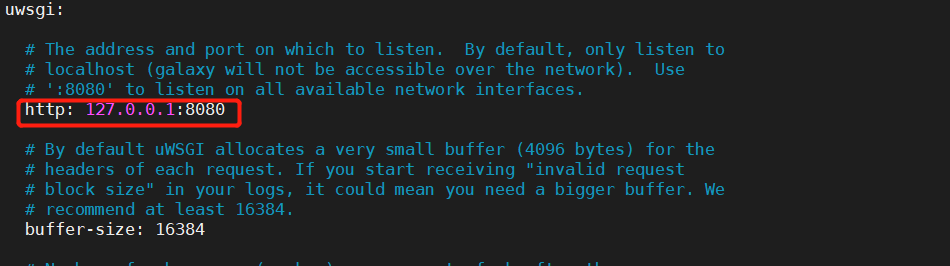 uwsgi:
# The address and port on which to listen.  By default, only listen to
# localhost (galaxy will not be accessible over the network).  Use
# ':8080' to listen on all available network interfaces.
http: 127.0.0.1:8080
# By default uWSGI allocates a very small buffer (4096 bytes) for the
# headers of each request. If you start receiving "invalid request
# block size" in your logs, it could mean you need a bigger buffer. We
# recommend at least 16384.
buffer-size: 16384